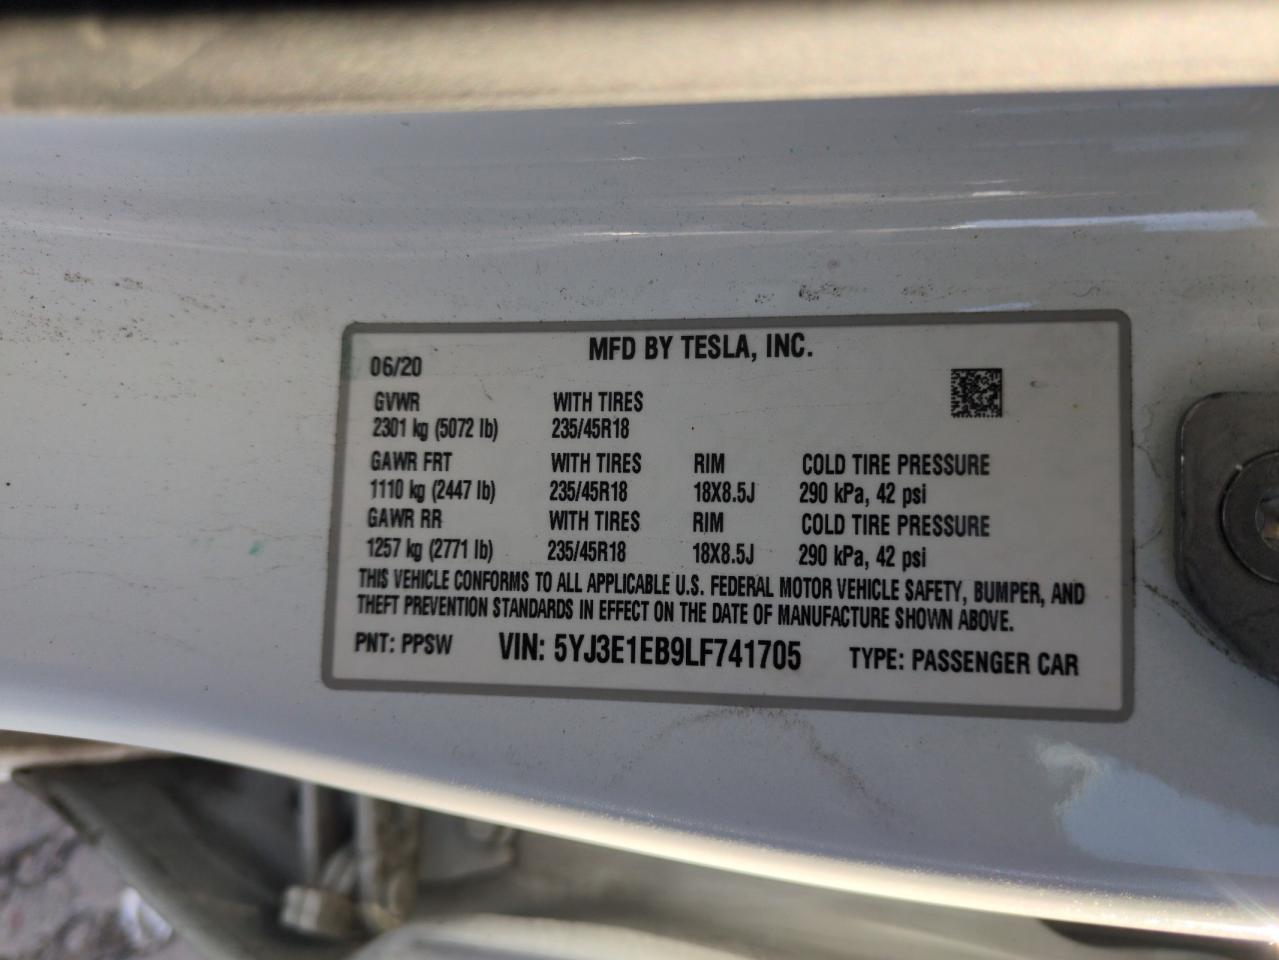 MFD BY TESLA, INC.
06/20
GVWR WITH TIRES
2301 kg (5072 lb) 235/45R18
GAWR FRT WITH TIRES RIM COLD TIRE PRESSURE
1110 kg (2447 lb) 235/45R18 18X8.5J 290 kPa, 42 psi
GAWR RR WITH TIRES RIM COLD TIRE PRESSURE
1257 kg (2771 lb) 235/45R18 18X8.5J 290 kPa, 42 psi
THIS VEHICLE CONFORMS TO ALL APPLICABLE U.S. FEDERAL MOTOR VEHICLE SAFETY, BUMPER, AND
THEFT PREVENTION STANDARDS IN EFFECT ON THE DATE OF MANUFACTURE SHOWN ABOVE.
PNT: PPSW VIN: 5YJ3E1EB9LF741705 TYPE: PASSENGER CAR